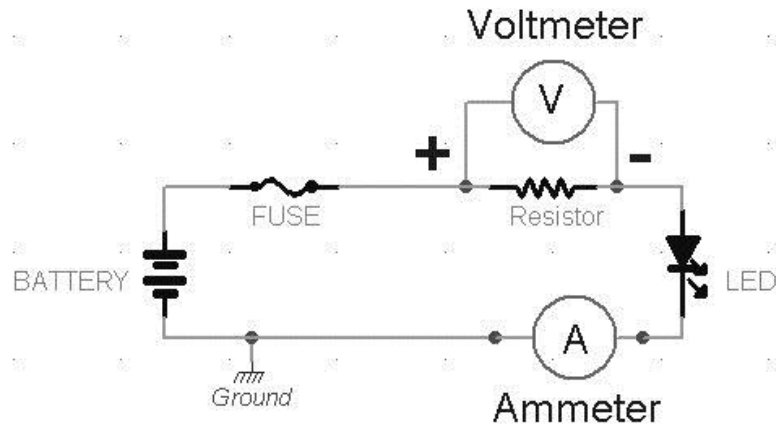 Voltmeter
V
+ -
FUSE
Resistor
BATTERY
LED
A
Ground
Ammeter